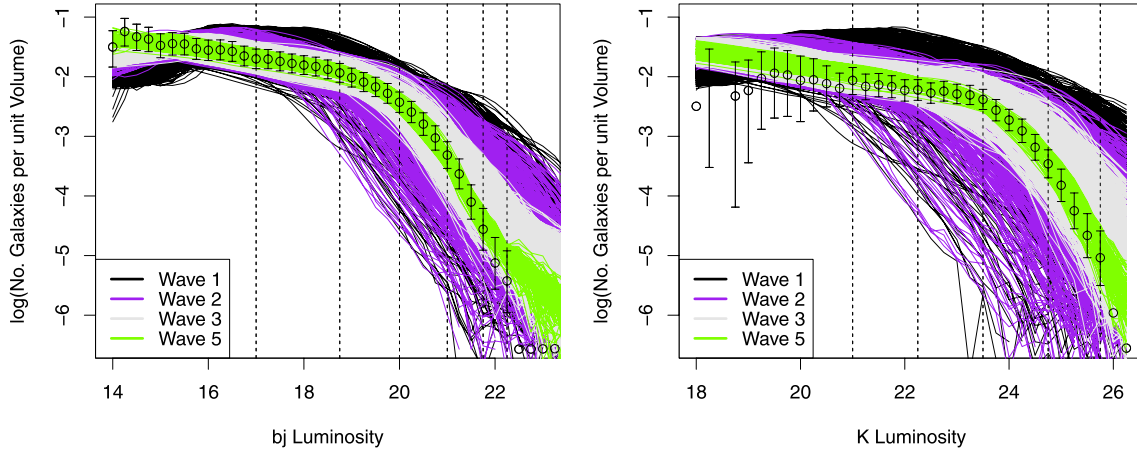 log(No. Galaxies per unit Volume)
−1
−2
−3
−4
−5
−6
Wave 1
Wave 2
Wave 3
Wave 5
14
16
18
20
22
bj Luminosity
log(No. Galaxies per unit Volume)
−1
−2
−3
−4
−5
−6
Wave 1
Wave 2
Wave 3
Wave 5
18
20
22
24
26
K Luminosity